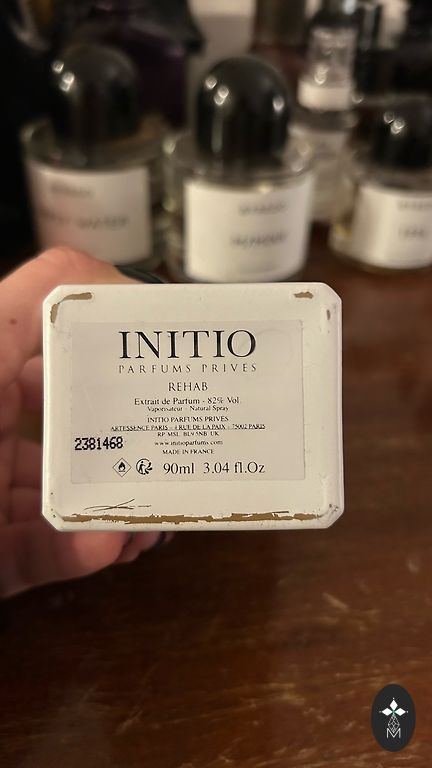 INITIO
PARFUMS PRIVES
REHAB
Extrait de Parfum - 82% Vol.
Vaporisateur - Natural Spray
INITIO PARFUMS PRIVES
ARTESSENCE PARIS - 4 RUE DE LA PAIX - 75002 PARIS
RP MSL, BL9 5NB UK
www.initioparfums.com
MADE IN FRANCE
2381468
90ml 3.04 fl.Oz
M